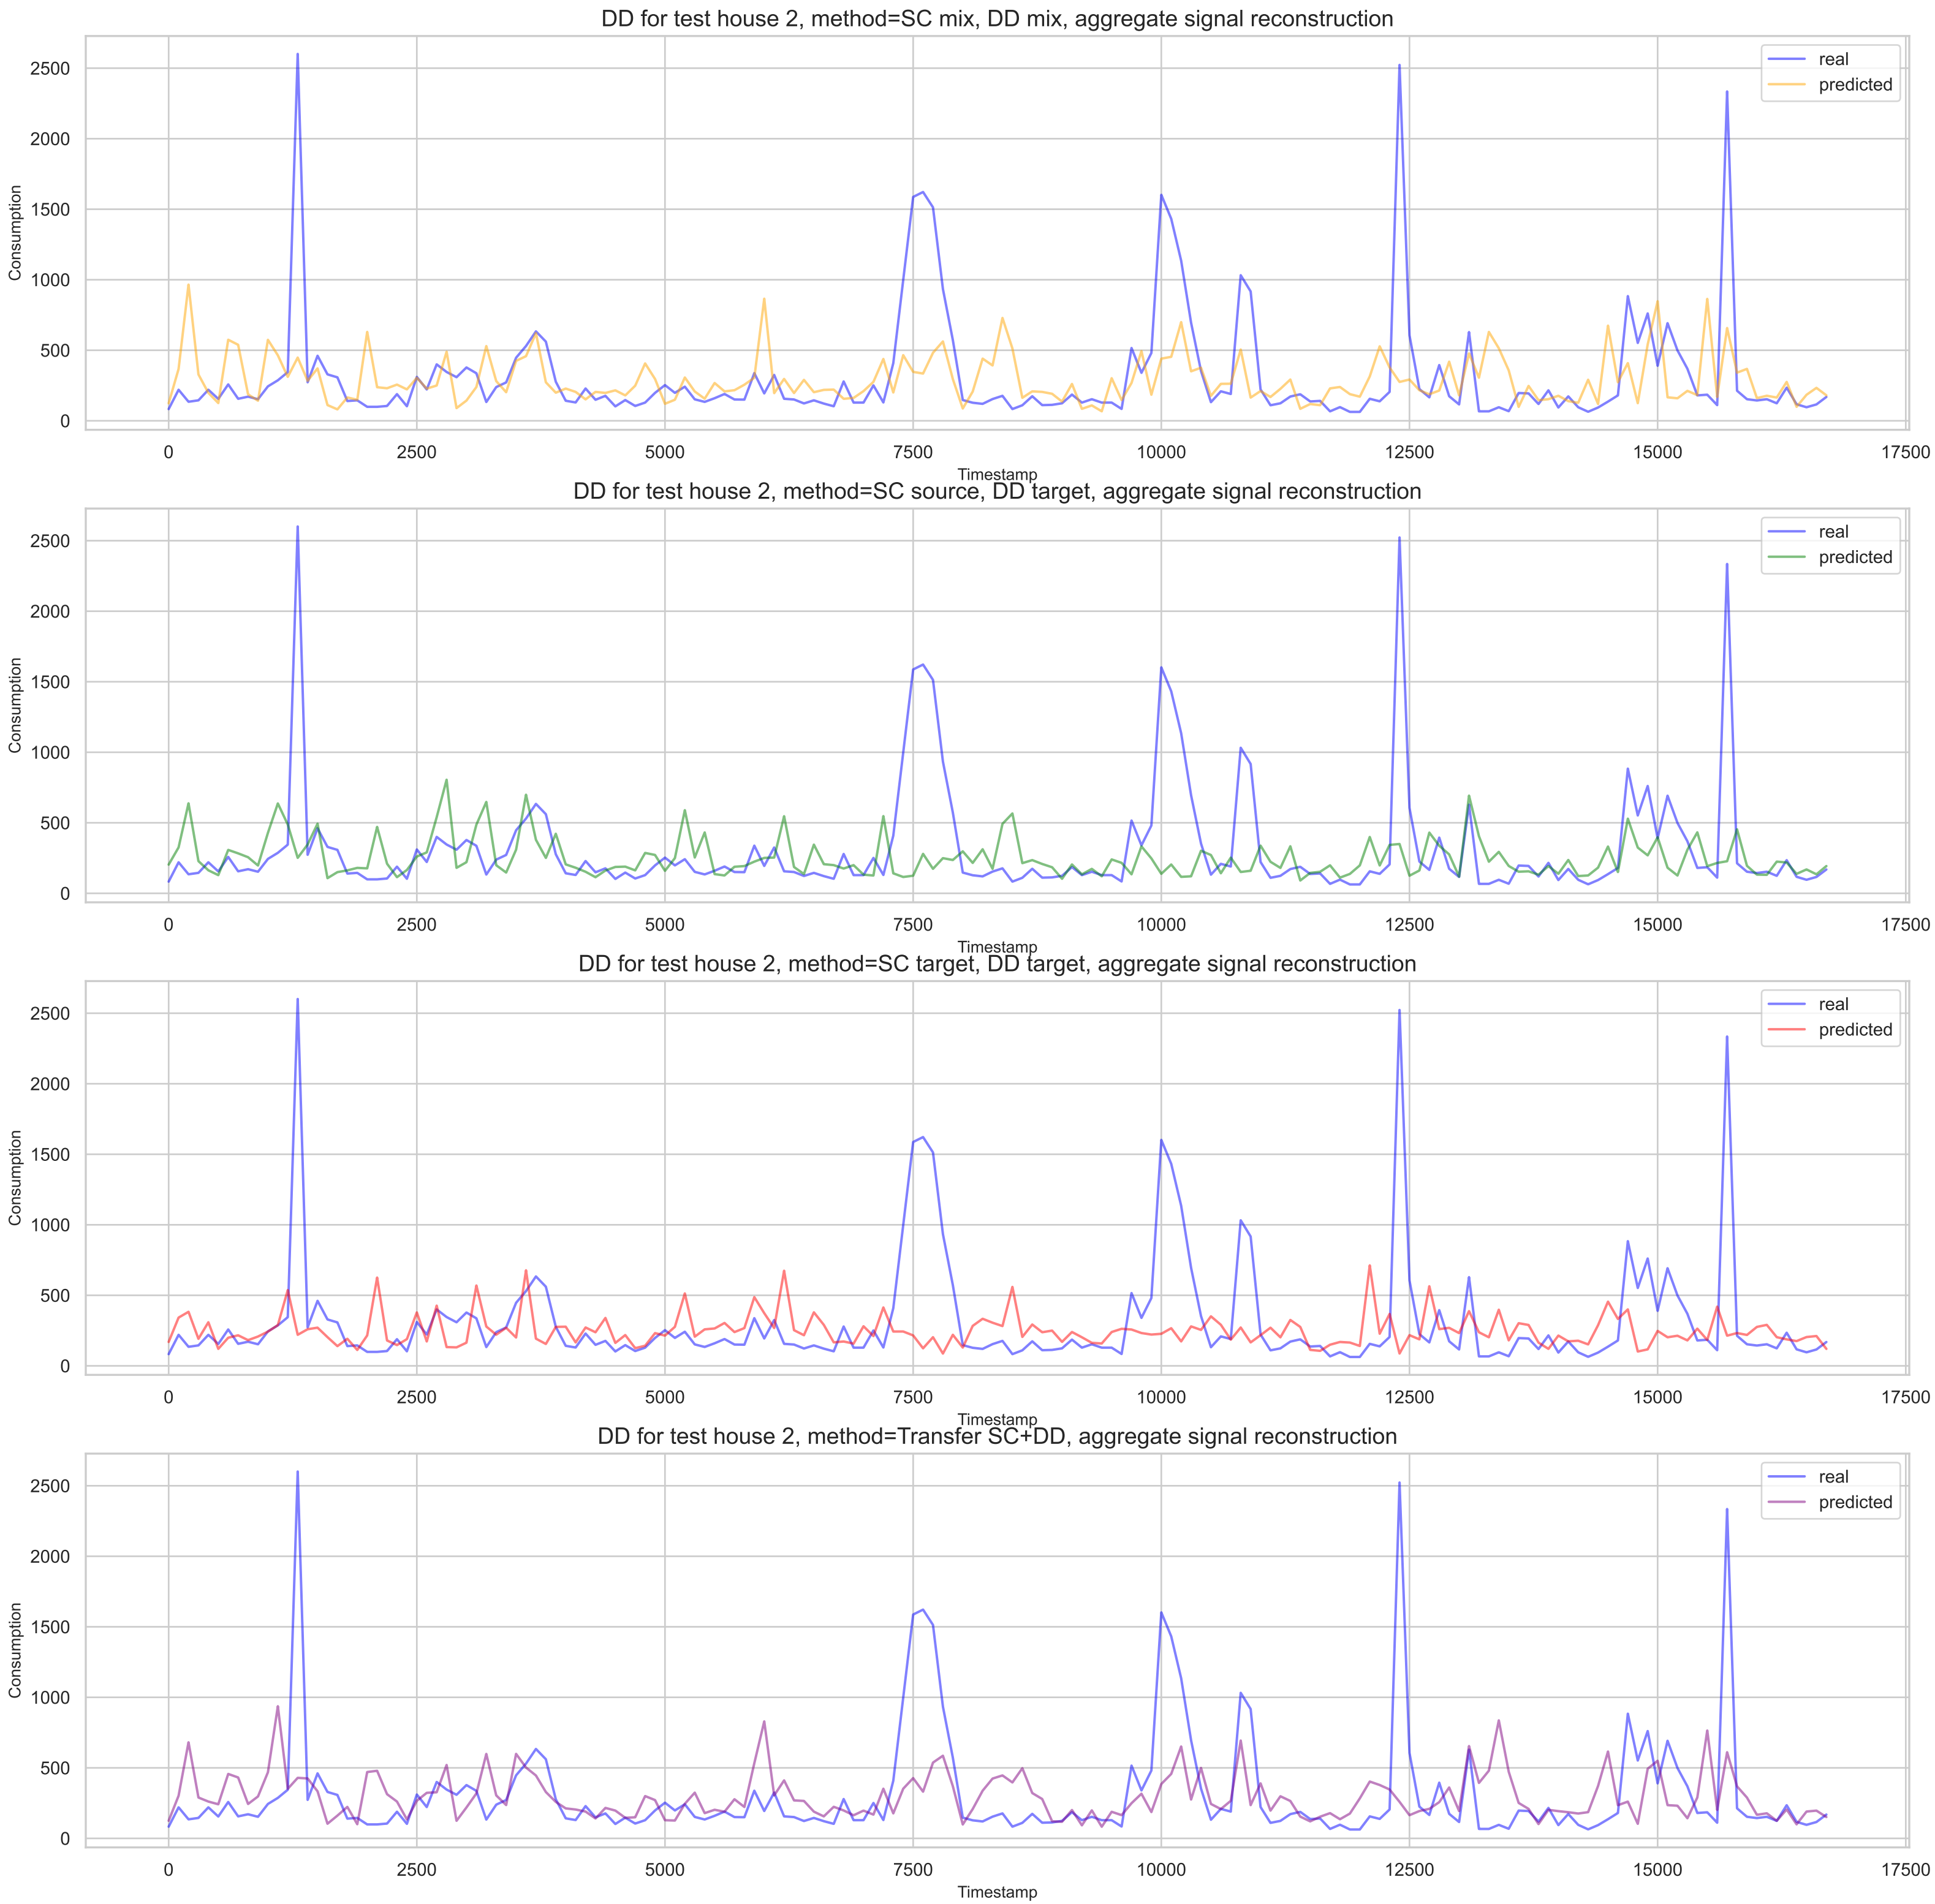 DD for test house 2, method=SC mix, DD mix, aggregate signal reconstruction
real
predicted
2500
2000
1500
1000
500
0
Consumption
0 2500 5000 7500 10000 12500 15000 17500
Timestamp
DD for test house 2, method=SC source, DD target, aggregate signal reconstruction
real
predicted
2500
2000
1500
1000
500
0
Consumption
0 2500 5000 7500 10000 12500 15000 17500
Timestamp
DD for test house 2, method=SC target, DD target, aggregate signal reconstruction
real
predicted
2500
2000
1500
1000
500
0
Consumption
0 2500 5000 7500 10000 12500 15000 17500
Timestamp
DD for test house 2, method=Transfer SC+DD, aggregate signal reconstruction
real
predicted
2500
2000
1500
1000
500
0
Consumption
0 2500 5000 7500 10000 12500 15000 17500
Timestamp